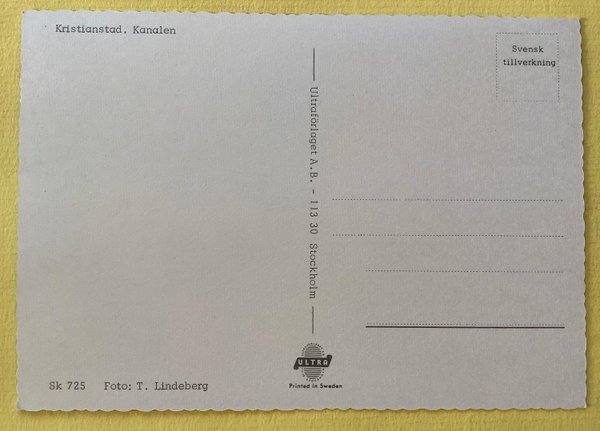 Kristianstad. Kanalen
Svensk
tillverkning
Ultraförlaget A.B. - 113 30 Stockholm
ULTRA
Printed in Sweden
Sk 725 Foto: T. Lindeberg